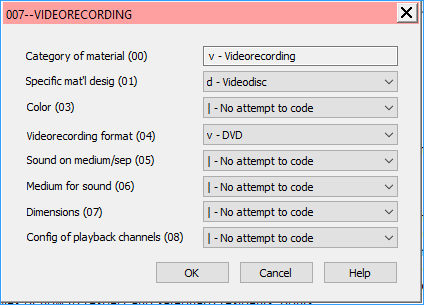 007--VIDEORECORDING
Category of material (00) v - Videorecording
Specific mat'l desig (01) d - Videodisc
Color (03) | - No attempt to code
Videorecording format (04) v - DVD
Sound on medium/sep (05) | - No attempt to code
Medium for sound (06) | - No attempt to code
Dimensions (07) | - No attempt to code
Config of playback channels (08) | - No attempt to code
OK Cancel Help